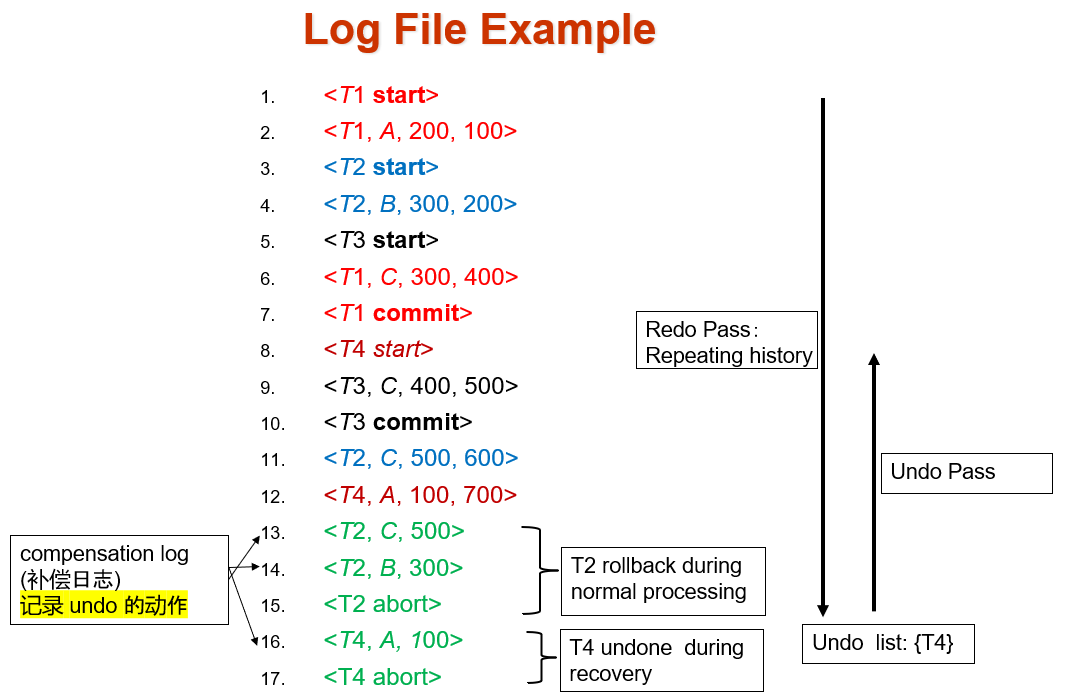 Log File Example
1. <T1 start>
2. <T1, A, 200, 100>
3. <T2 start>
4. <T2, B, 300, 200>
5. <T3 start>
6. <T1, C, 300, 400>
7. <T1 commit>
8. <T4 start>
9. <T3, C, 400, 500>
10. <T3 commit>
11. <T2, C, 500, 600>
12. <T4, A, 100, 700>
13. <T2, C, 500>
14. <T2, B, 300>
15. <T2 abort>
16. <T4, A, 100>
17. <T4 abort>
Redo Pass：
Repeating history
Undo Pass
compensation log
(补偿日志)
记录 undo 的动作
T2 rollback during
normal processing
T4 undone during
recovery
Undo list: {T4}